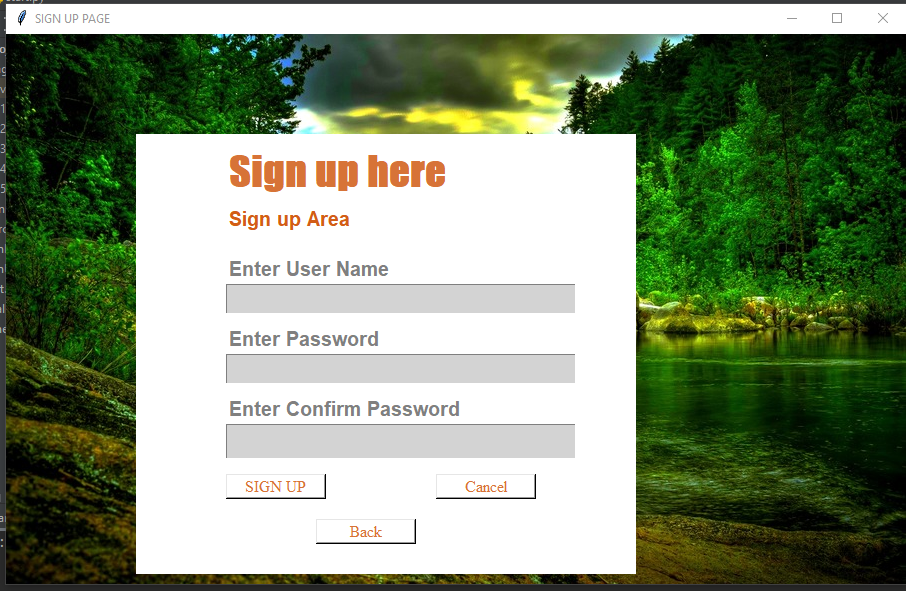 SIGN UP PAGE
Sign up here
Sign up Area
Enter User Name
Enter Password
Enter Confirm Password
SIGN UP
Cancel
Back